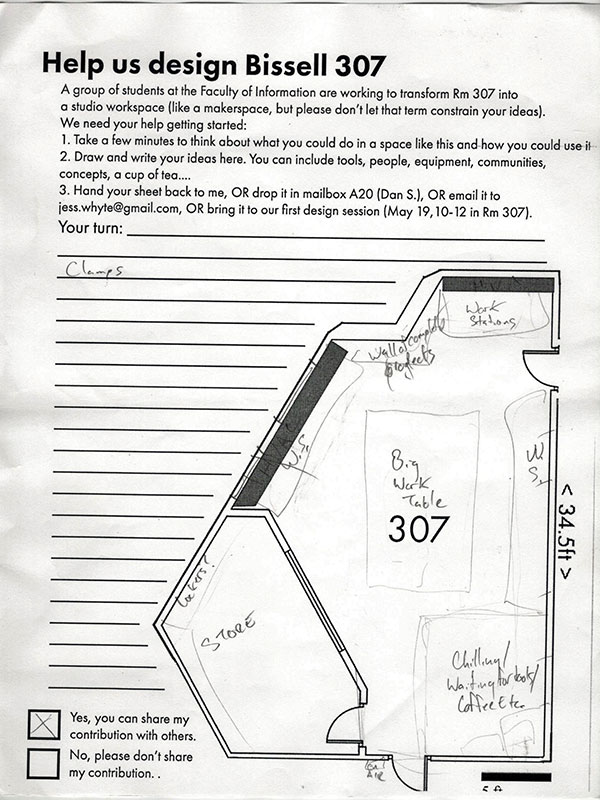 Help us design Bissell 307
A group of students at the Faculty of Information are working to transform Rm 307 into
a studio workspace (like a makerspace, but please don't let that term constrain your ideas).
We need your help getting started:
1. Take a few minutes to think about what you could do in a space like this and how you could use it
2. Draw and write your ideas here. You can include tools, people, equipment, communities,
concepts, a cup of tea....
3. Hand your sheet back to me, OR drop it in mailbox A20 (Dan S.), OR email it to
jess.whyte@gmail.com, OR bring it to our first design session (May 19, 10-12 in Rm 307).
Your turn:
Clamps
Work
Stations
Wall of complete
projects
W.S.
W.
S.
Big
Work
Table
307
< 34.5ft >
Lockers?
STORE
Chilling/
Waiting for tools/
Coffee Etc.
Yes, you can share my
contribution with others.
No, please don't share
my contribution. .
5 ft